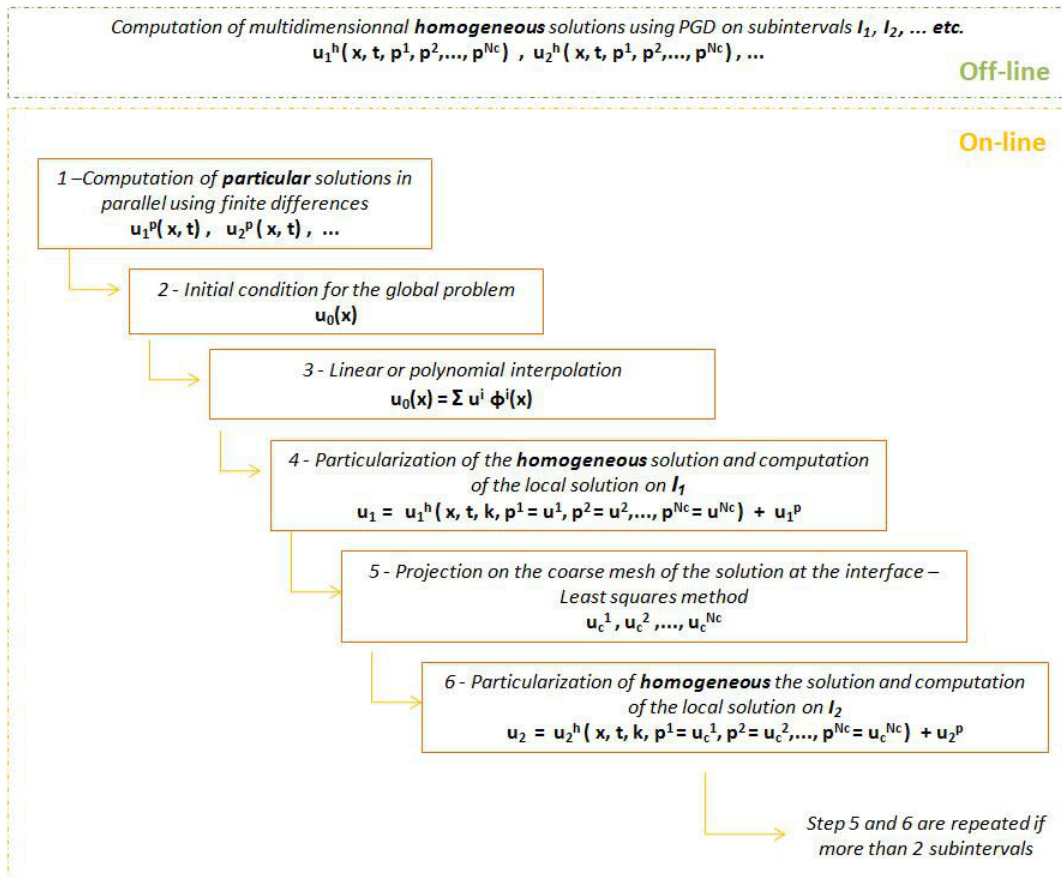 Computation of multidimensionnal homogeneous solutions using PGD on subintervals I₁, I₂, ... etc.
u₁ʰ ( x, t, p¹, p²,..., pᴺᶜ) , u₂ʰ ( x, t, p¹, p²,..., pᴺᶜ) , ...
Off-line
On-line
1 –Computation of particular solutions in
parallel using finite differences
u₁ᵖ( x, t) , u₂ᵖ ( x, t) , ...
2 - Initial condition for the global problem
u₀(x)
3 - Linear or polynomial interpolation
u₀(x) = Σ uⁱ ϕⁱ(x)
4 - Particularization of the homogeneous solution and computation
of the local solution on I₁
u₁ = u₁ʰ ( x, t, k, p¹ = u¹, p² = u²,..., pᴺᶜ = uᴺᶜ) + u₁ᵖ
5 - Projection on the coarse mesh of the solution at the interface –
Least squares method
u_c¹ , u_c² ,..., u_cᴺᶜ
6 - Particularization of homogeneous the solution and computation
of the local solution on I₂
u₂ = u₂ʰ ( x, t, k, p¹ = u_c¹, p² = u_c²,..., pᴺᶜ = u_cᴺᶜ) + u₂ᵖ
Step 5 and 6 are repeated if
more than 2 subintervals